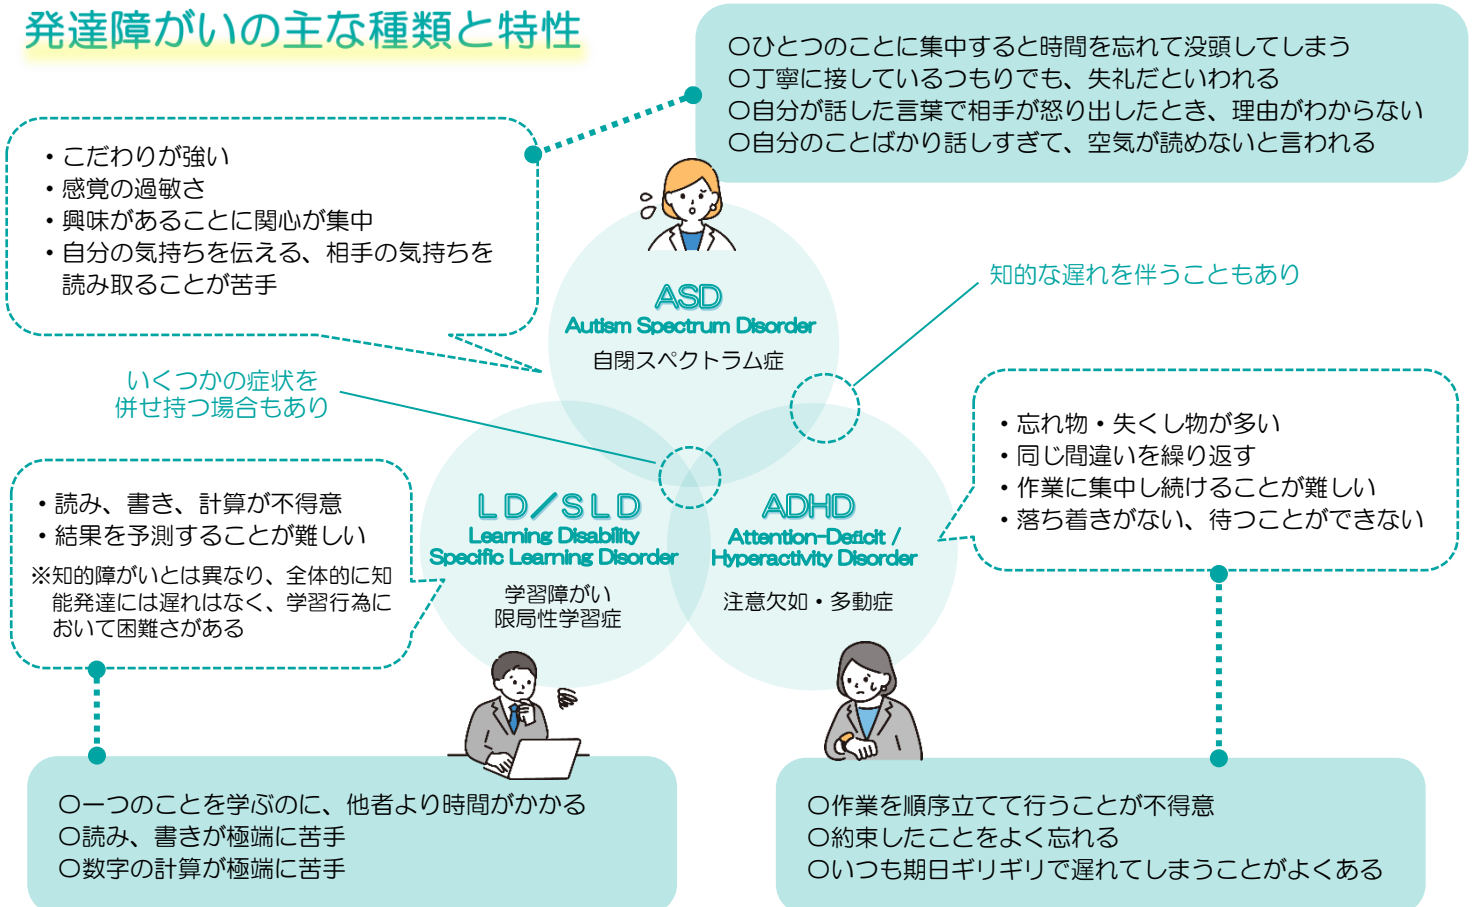 発達障がいの主な種類と特性
〇ひとつのことに集中すると時間を忘れて没頭してしまう
〇丁寧に接しているつもりでも、失礼だといわれる
〇自分が話した言葉で相手が怒り出したとき、理由がわからない
〇自分のことばかり話しすぎて、空気が読めないと言われる
・こだわりが強い
・感覚の過敏さ
・興味があることに関心が集中
・自分の気持ちを伝える、相手の気持ちを
読み取ることが苦手
ASD
Autism Spectrum Disorder
自閉スペクトラム症
知的な遅れを伴うこともあり
いくつかの症状を
併せ持つ場合もあり
・読み、書き、計算が不得意
・結果を予測することが難しい
※知的障がいとは異なり、全体的に知
能発達には遅れはなく、学習行為に
おいて困難さがある
LD/SLD
Learning Disability
Specific Learning Disorder
学習障がい
限局性学習症
ADHD
Attention-Deficit /
Hyperactivity Disorder
注意欠如・多動症
・忘れ物・失くし物が多い
・同じ間違いを繰り返す
・作業に集中し続けることが難しい
・落ち着きがない、待つことができない
〇一つのことを学ぶのに、他者より時間がかかる
〇読み、書きが極端に苦手
〇数字の計算が極端に苦手
〇作業を順序立てて行うことが不得意
〇約束したことをよく忘れる
〇いつも期日ギリギリで遅れてしまうことがよくある